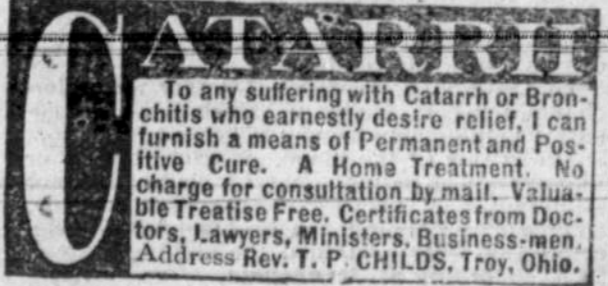 CATARRH
To any suffering with Catarrh or Bron-
chitis who earnestly desire relief, I can
furnish a means of Permanent and Pos-
itive Cure. A Home Treatment. No
charge for consultation by mail. Valua-
ble Treatise Free. Certificates from Doc-
tors, Lawyers, Ministers, Business-men.
Address Rev. T. P. CHILDS, Troy, Ohio.